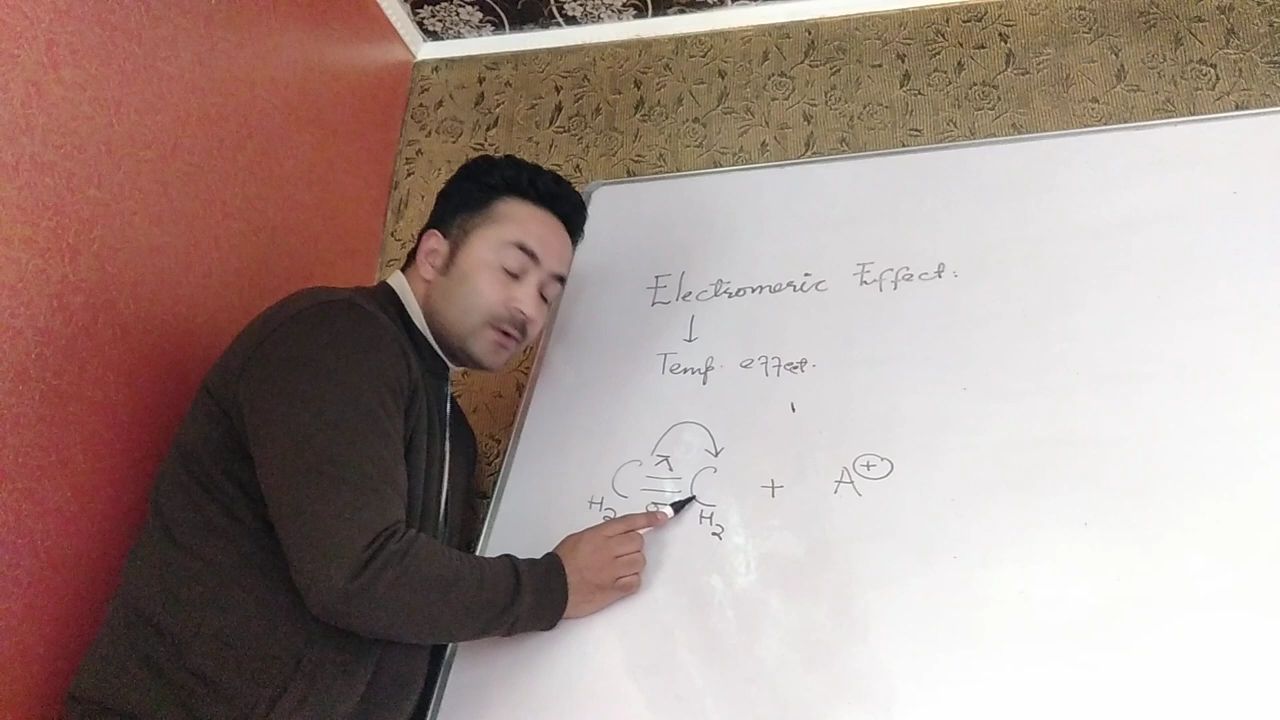 Electromeric Effect.
↓
Temp. effect.
π
C = C + A⊕
H2 σ H2